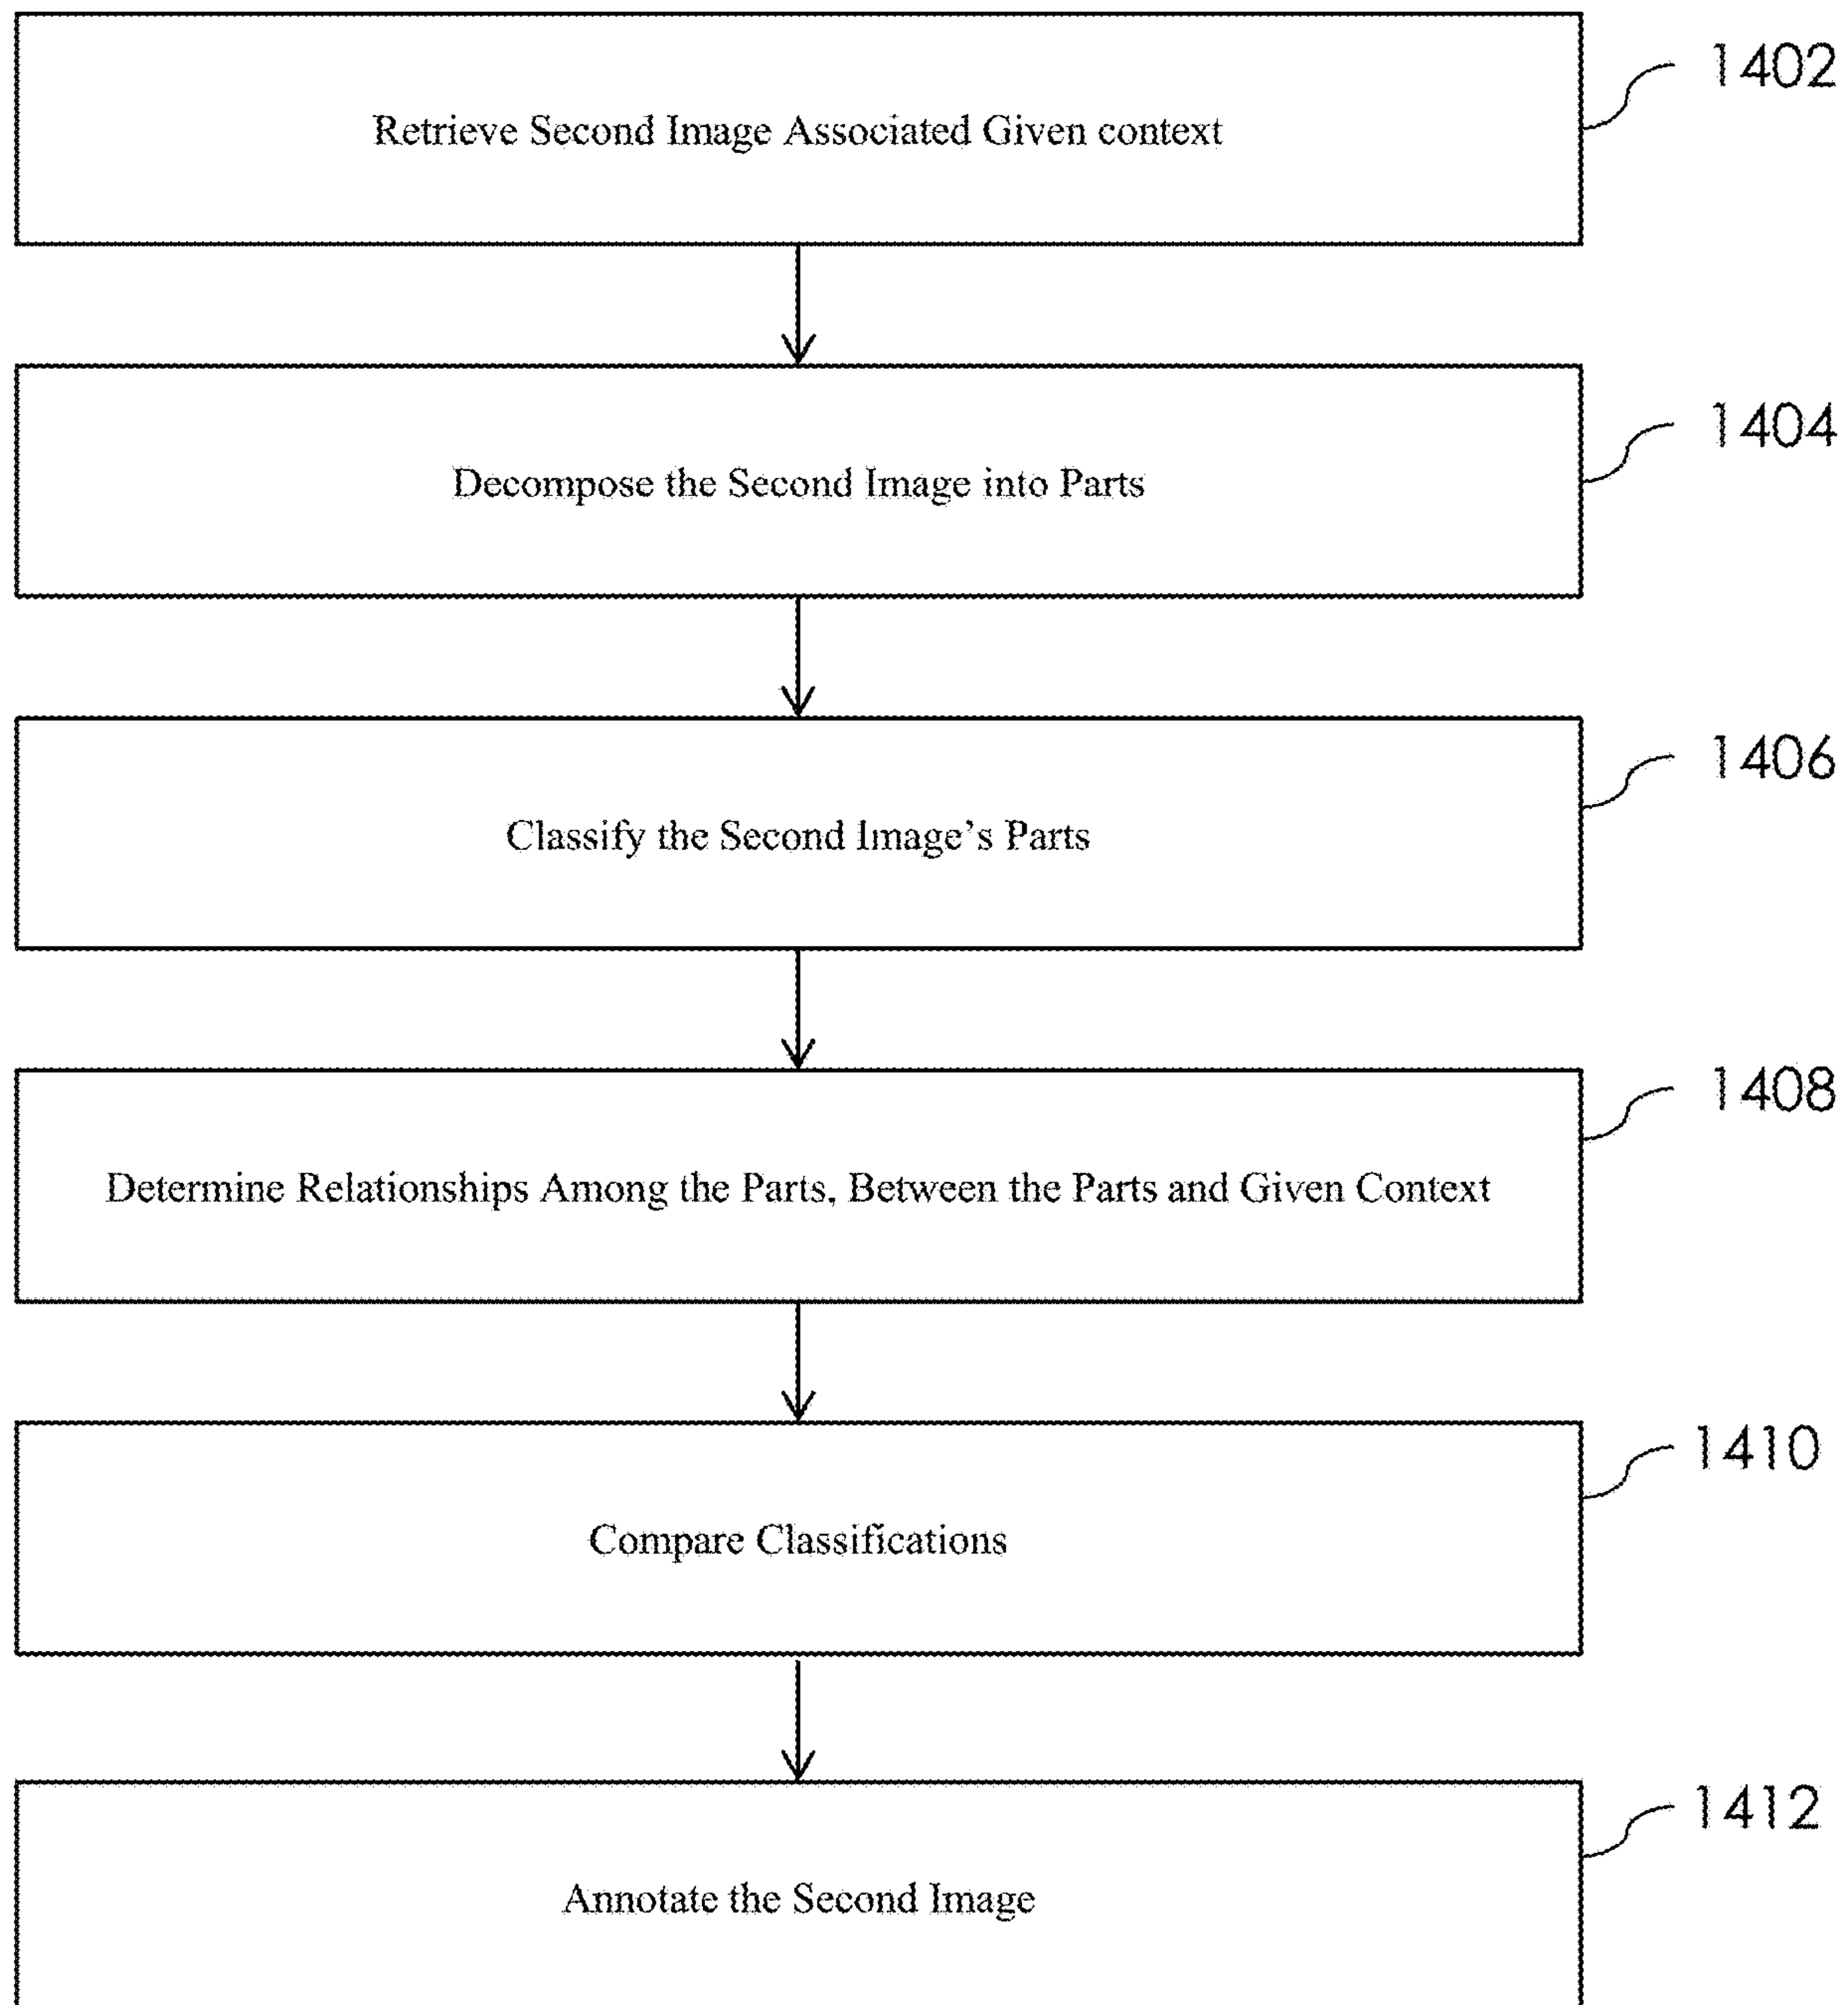 Retrieve Second Image Associated Given context
1402
Decompose the Second Image into Parts
1404
Classify the Second Image's Parts
1406
Determine Relationships Among the Parts, Between the Parts and Given Context
1408
Compare Classifications
1410
Annotate the Second Image
1412